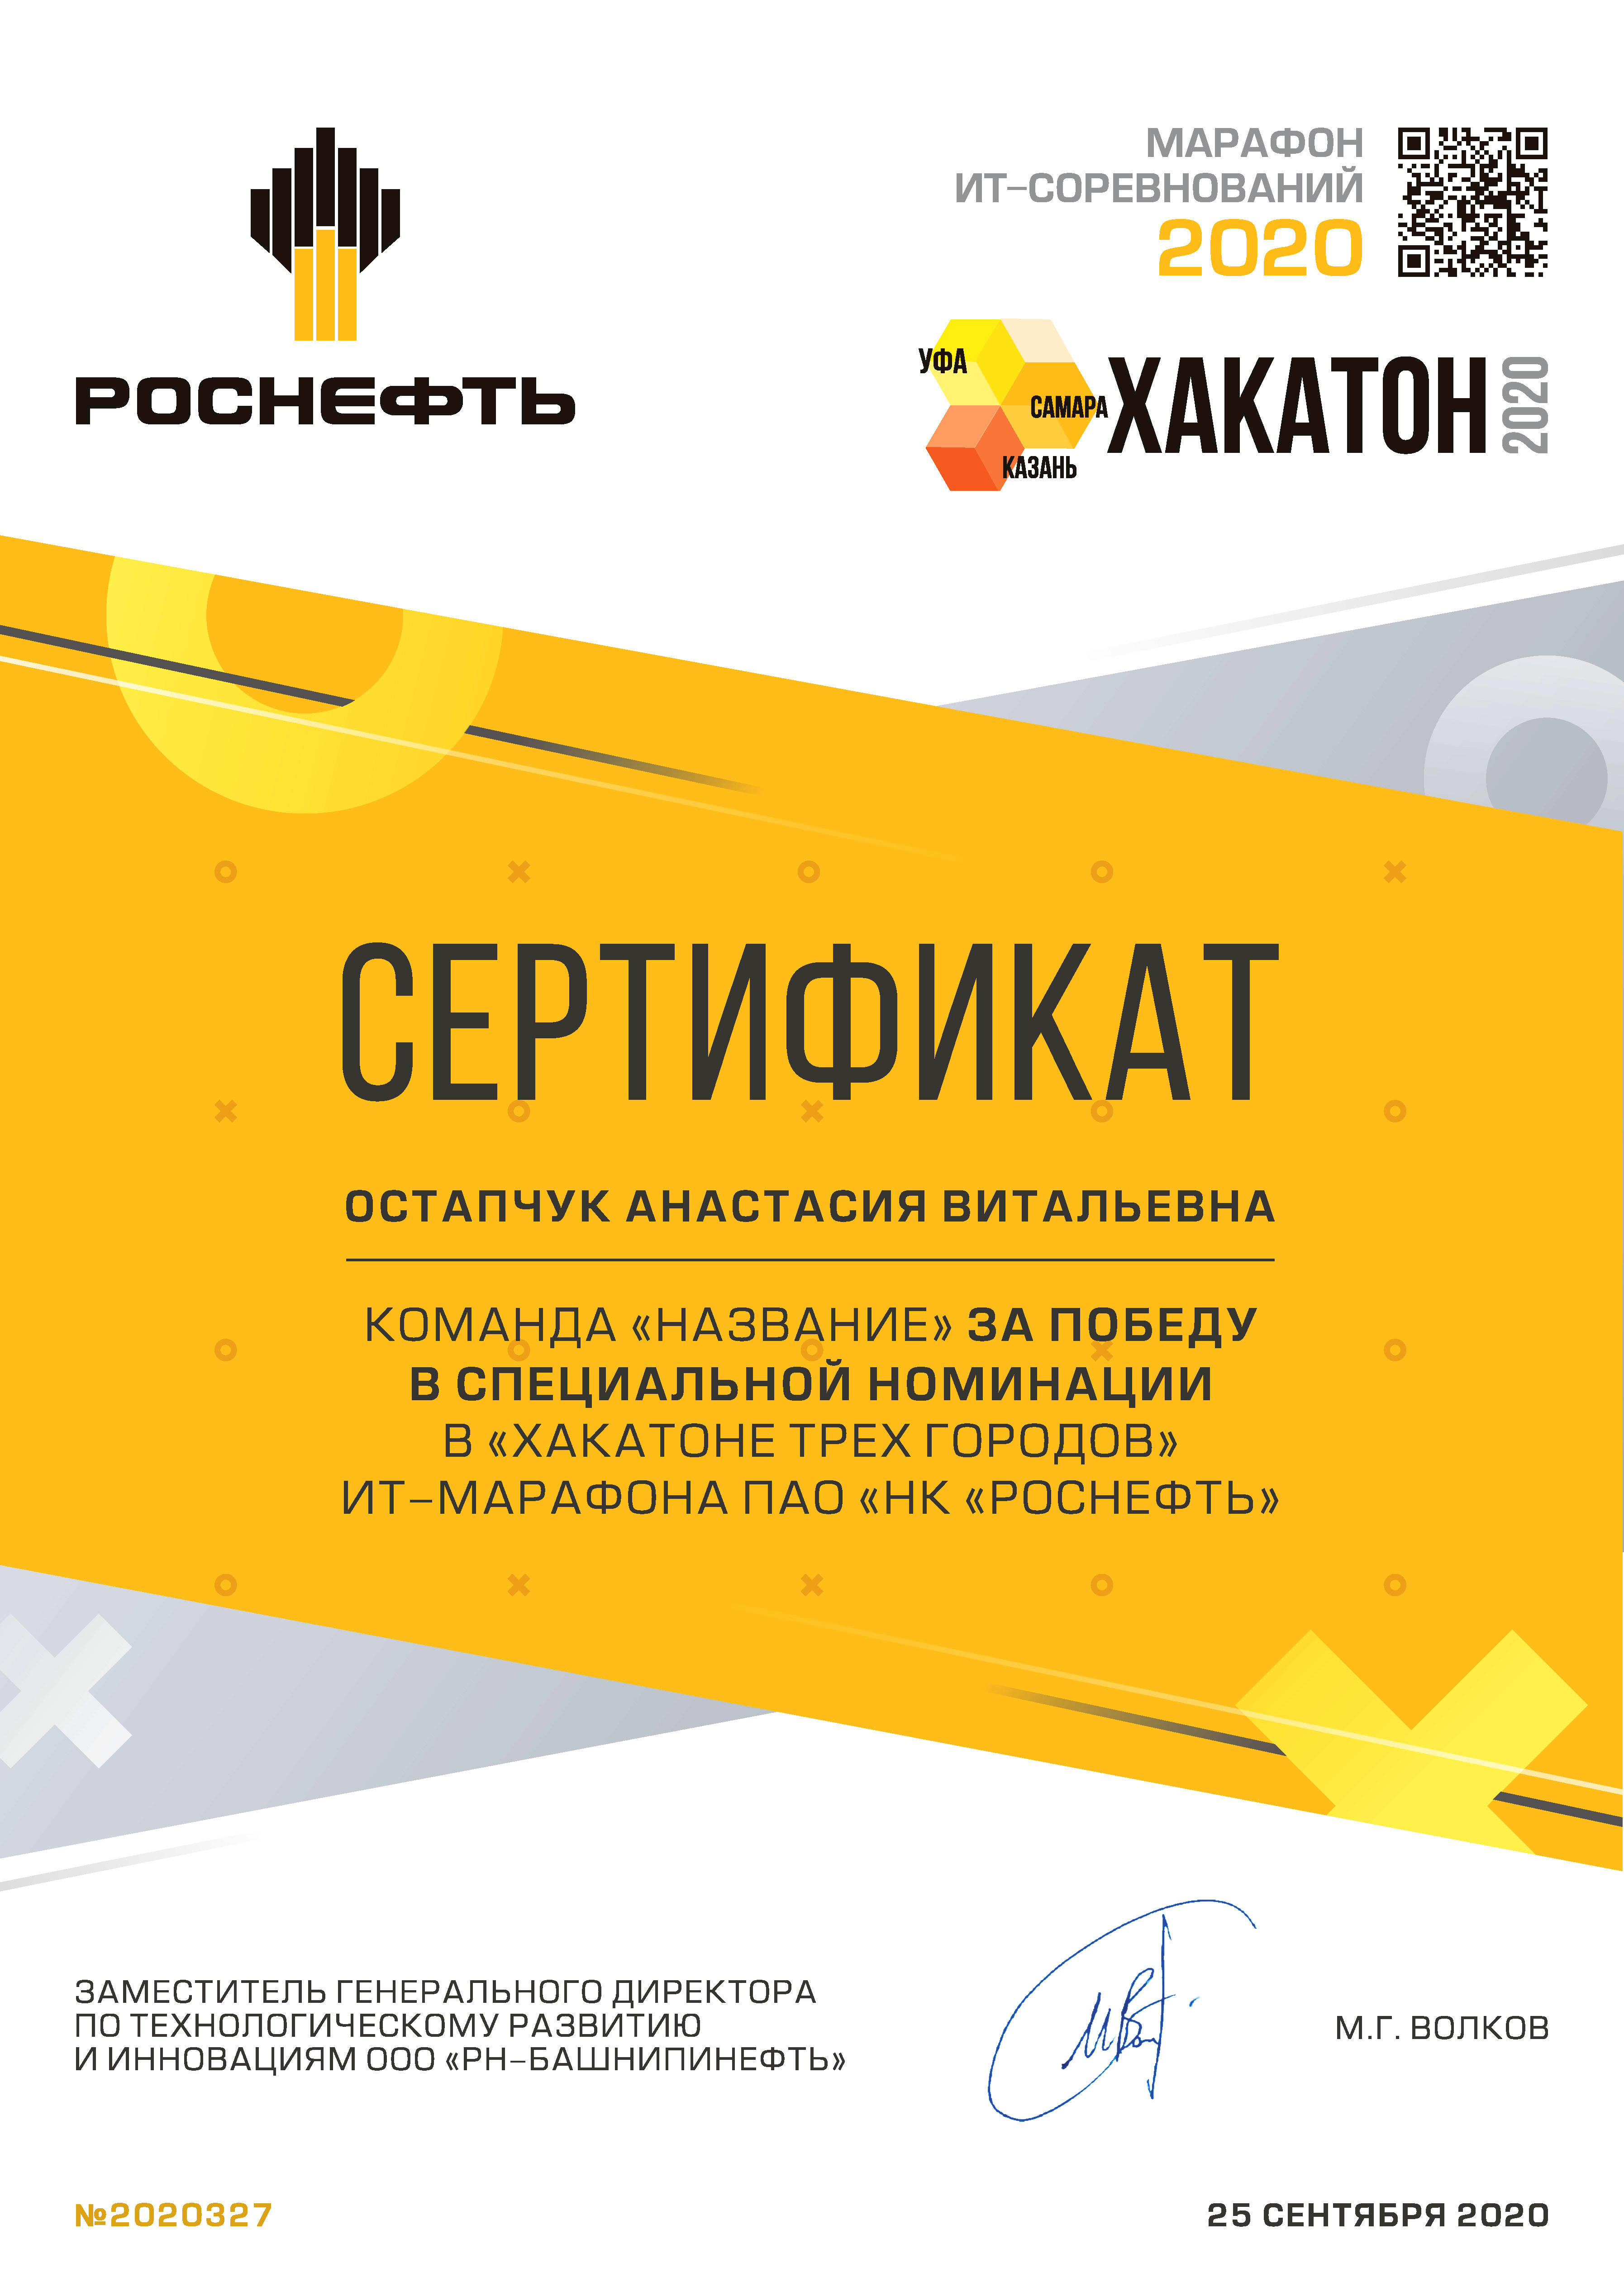 РОСНЕФТЬ
МАРАФОН
ИТ-СОРЕВНОВАНИЙ
2020
УФА
САМАРА
КАЗАНЬ
ХАКАТОН
2020
СЕРТИФИКАТ
ОСТАПЧУК АНАСТАСИЯ ВИТАЛЬЕВНА
КОМАНДА «НАЗВАНИЕ» ЗА ПОБЕДУ
В СПЕЦИАЛЬНОЙ НОМИНАЦИИ
В «ХАКАТОНЕ ТРЕХ ГОРОДОВ»
ИТ-МАРАФОНА ПАО «НК «РОСНЕФТЬ»
ЗАМЕСТИТЕЛЬ ГЕНЕРАЛЬНОГО ДИРЕКТОРА
ПО ТЕХНОЛОГИЧЕСКОМУ РАЗВИТИЮ
И ИННОВАЦИЯМ ООО «РН-БАШНИПИНЕФТЬ»
М.Г. ВОЛКОВ
№2020327
25 СЕНТЯБРЯ 2020